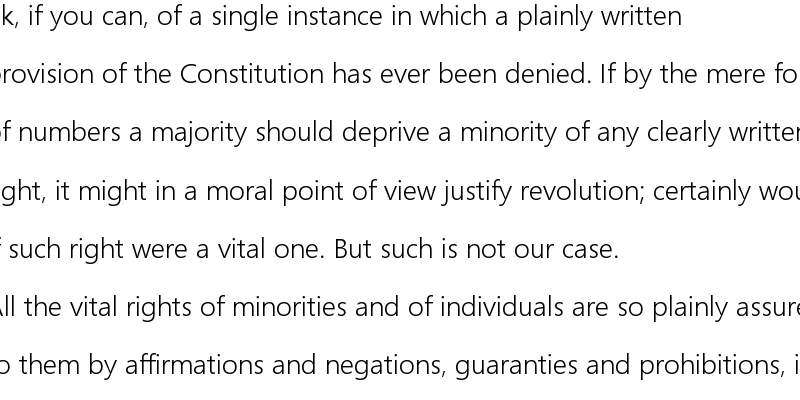 k, if you can, of a single instance in which a plainly written
provision of the Constitution has ever been denied. If by the mere fo
of numbers a majority should deprive a minority of any clearly written
ght, it might in a moral point of view justify revolution; certainly wou
f such right were a vital one. But such is not our case.
All the vital rights of minorities and of individuals are so plainly assure
o them by affirmations and negations, guaranties and prohibitions, i